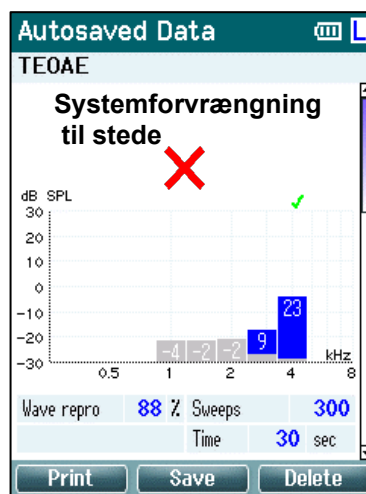 Autosaved Data L
TEOAE
Systemforvrængning
til stede
dB SPL
30
20
10
0
-10
-20
-30
-4 -2 -2 9 23
kHz
0.5 1 2 4 8
Wave repro 88 % Sweeps 300
Time 30 sec
Print Save Delete